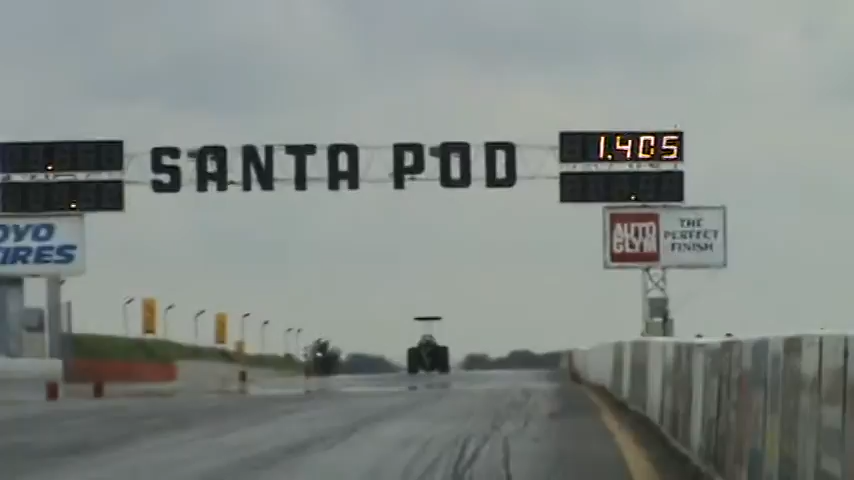 SANTA POD
1.405
OYO
IRES
AUTO
GLYM
THE
PERFECT
FINISH